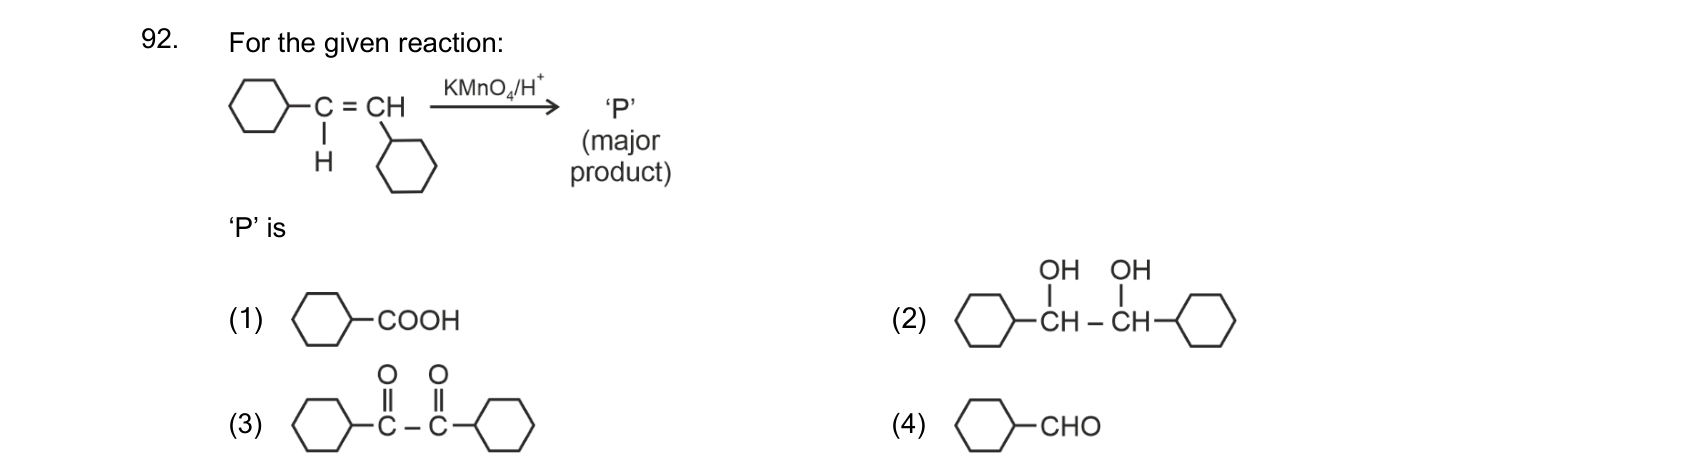 92. For the given reaction:
C = CH KMnO₄/H⁺ 'P'
H (major
product)
'P' is
(1) COOH
(2) OH OH
CH – CH
(3) O O
C – C
(4) CHO